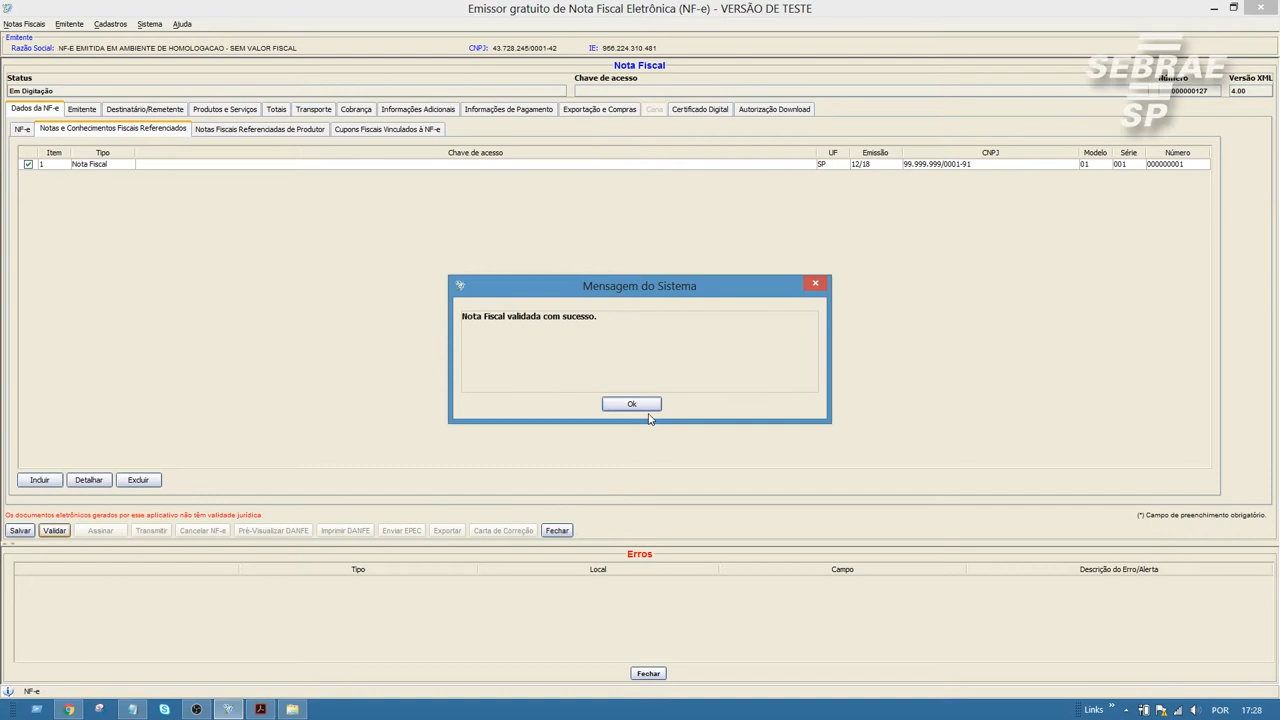 Emissor gratuito de Nota Fiscal Eletrônica (NF-e) - VERSÃO DE TESTE
Notas Fiscais Emitente Cadastros Sistema Ajuda
Emitente
Razão Social: NF-E EMITIDA EM AMBIENTE DE HOMOLOGACAO - SEM VALOR FISCAL CNPJ: 43.728.245/0001-42 IE: 956.224.310.481
Nota Fiscal
SEBRAE
SP
Status Chave de acesso Número Versão XML
Em Digitação 000000127 4.00
Dados da NF-e Emitente Destinatário/Remetente Produtos e Serviços Totais Transporte Cobrança Informações Adicionais Informações de Pagamento Exportação e Compras Cana Certificado Digital Autorização Download
NF-e Notas e Conhecimentos Fiscais Referenciados Notas Fiscais Referenciadas de Produtor Cupons Fiscais Vinculados à NF-e
Item Tipo Chave de acesso UF Emissão CNPJ Modelo Série Número
1 Nota Fiscal SP 12/18 99.999.999/0001-91 01 001 000000001
Mensagem do Sistema
Nota Fiscal validada com sucesso.
Ok
Incluir Detalhar Excluir
Os documentos eletrônicos gerados por esse aplicativo não têm validade jurídica (*) Campo de preenchimento obrigatório.
Salvar Validar Assinar Transmitir Cancelar NF-e Pré-Visualizar DANFE Imprimir DANFE Enviar EPEC Exportar Carta de Correção Fechar
Erros
Tipo Local Campo Descrição do Erro/Alerta
Fechar
NF-e
Links » POR 17:28